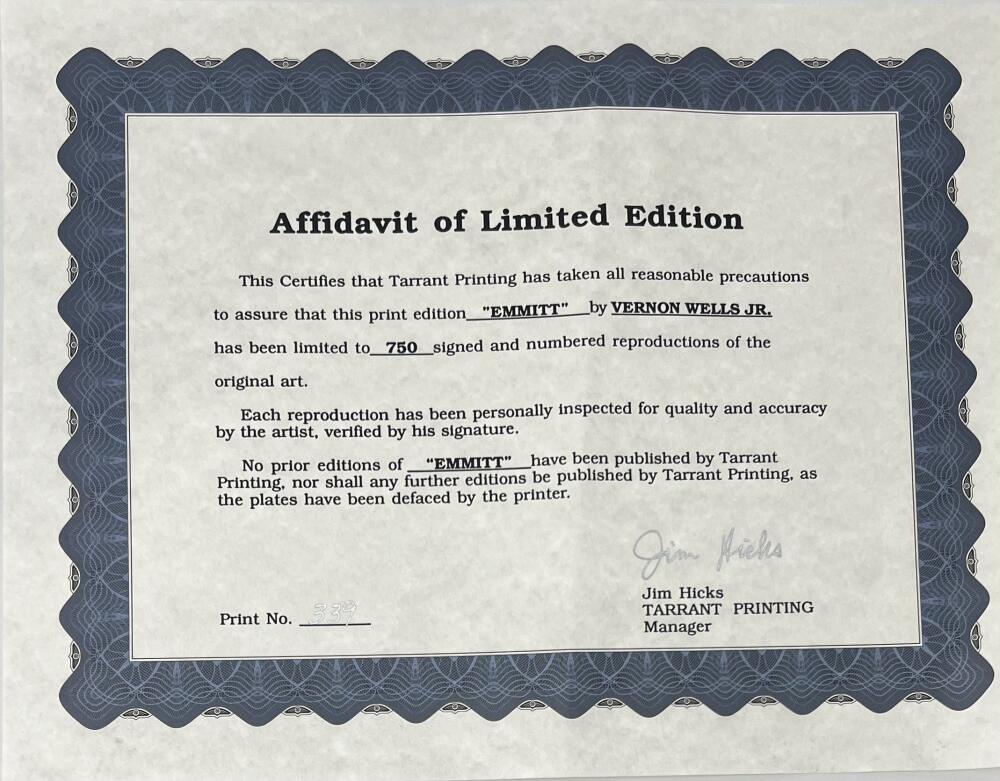 Affidavit of Limited Edition
This Certifies that Tarrant Printing has taken all reasonable precautions
to assure that this print edition "EMMITT" by VERNON WELLS JR.
has been limited to 750 signed and numbered reproductions of the
original art.
Each reproduction has been personally inspected for quality and accuracy
by the artist, verified by his signature.
No prior editions of "EMMITT" have been published by Tarrant
Printing, nor shall any further editions be published by Tarrant Printing, as
the plates have been defaced by the printer.
Jim Hicks
Jim Hicks
TARRANT PRINTING
Manager
Print No. 339